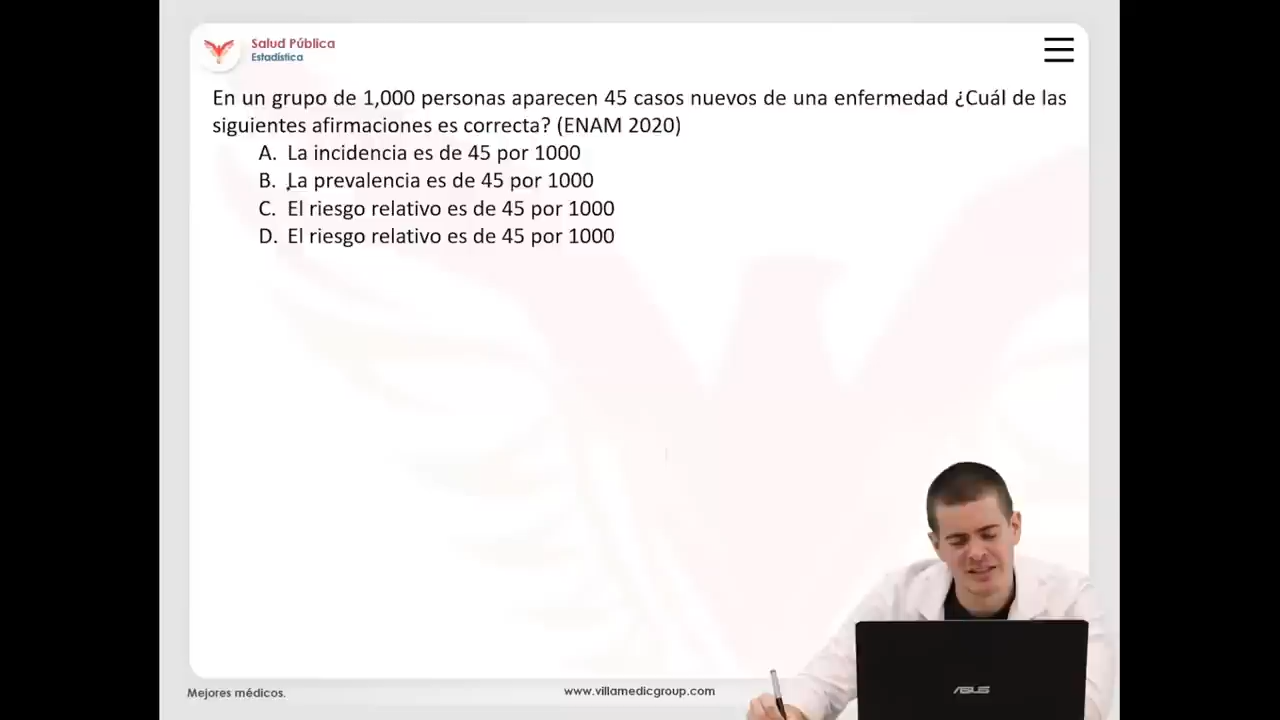 Salud Pública
Estadística
En un grupo de 1,000 personas aparecen 45 casos nuevos de una enfermedad ¿Cuál de las
siguientes afirmaciones es correcta? (ENAM 2020)
A. La incidencia es de 45 por 1000
B. La prevalencia es de 45 por 1000
C. El riesgo relativo es de 45 por 1000
D. El riesgo relativo es de 45 por 1000
Mejores médicos.
www.villamedicgroup.com
ASUS